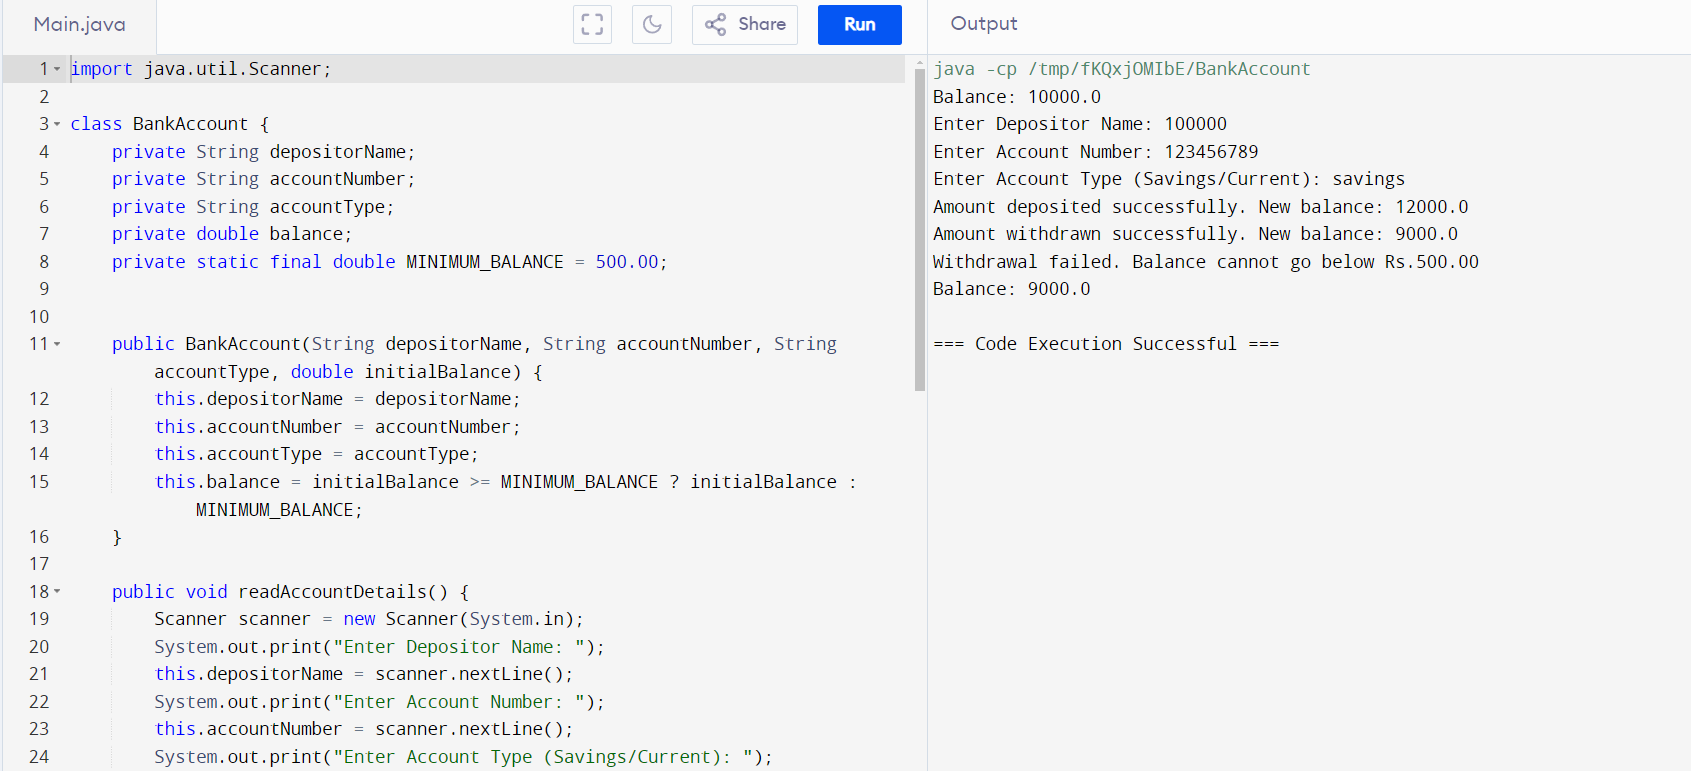 Main.java
Share
Run
Output
1 import java.util.Scanner;
2
3 class BankAccount {
4 private String depositorName;
5 private String accountNumber;
6 private String accountType;
7 private double balance;
8 private static final double MINIMUM_BALANCE = 500.00;
9
10
11 public BankAccount(String depositorName, String accountNumber, String
accountType, double initialBalance) {
12 this.depositorName = depositorName;
13 this.accountNumber = accountNumber;
14 this.accountType = accountType;
15 this.balance = initialBalance >= MINIMUM_BALANCE ? initialBalance :
MINIMUM_BALANCE;
16 }
17
18 public void readAccountDetails() {
19 Scanner scanner = new Scanner(System.in);
20 System.out.print("Enter Depositor Name: ");
21 this.depositorName = scanner.nextLine();
22 System.out.print("Enter Account Number: ");
23 this.accountNumber = scanner.nextLine();
24 System.out.print("Enter Account Type (Savings/Current): ");
java -cp /tmp/fKQxjOMIbE/BankAccount
Balance: 10000.0
Enter Depositor Name: 100000
Enter Account Number: 123456789
Enter Account Type (Savings/Current): savings
Amount deposited successfully. New balance: 12000.0
Amount withdrawn successfully. New balance: 9000.0
Withdrawal failed. Balance cannot go below Rs.500.00
Balance: 9000.0
=== Code Execution Successful ===